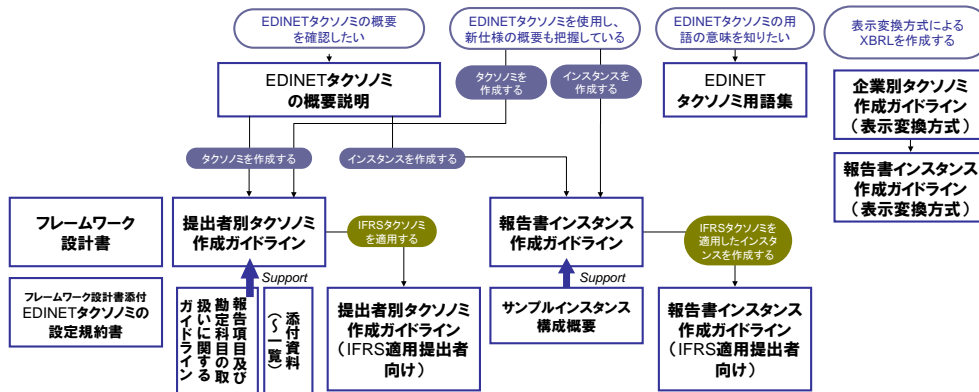 EDINETタクソノミの概要
を確認したい
EDINETタクソノミを使用し、
新仕様の概要も把握している
EDINETタクソノミの用
語の意味を知りたい
表示変換方式による
XBRLを作成する
EDINETタクソノミ
の概要説明
タクソノミを
作成する
インスタンスを
作成する
EDINET
タクソノミ用語集
企業別タクソノミ
作成ガイドライン
(表示変換方式)
タクソノミを作成する
インスタンスを作成する
報告書インスタンス
作成ガイドライン
(表示変換方式)
フレームワーク
設計書
提出者別タクソノミ
作成ガイドライン
IFRSタクソノミ
を適用する
報告書インスタンス
作成ガイドライン
IFRSタクソノミを
適用したインスタ
ンスを作成する
Support
Support
フレームワーク設計書添付
EDINETタクソノミの
設定規約書
報告項目及び
勘定科目の取
扱いに関する
ガイドライン
添付資料
(~一覧)
提出者別タクソノミ
作成ガイドライン
(IFRS適用提出者
向け)
サンプルインスタンス
構成概要
報告書インスタンス
作成ガイドライン
(IFRS適用提出者
向け)